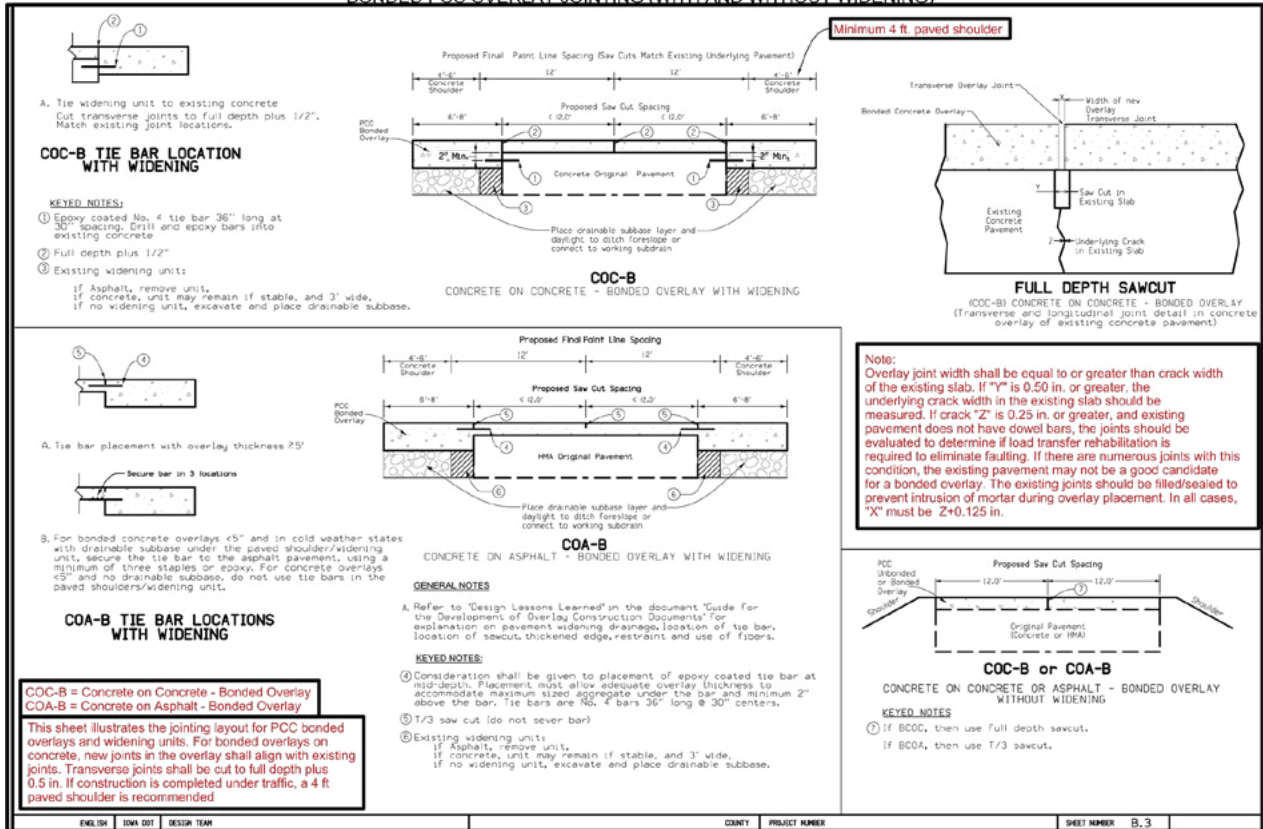 BONDED PCC OVERLAY JOINTING (WITH AND WITHOUT WIDENING)
②
①
A. Tie widening unit to existing concrete
Cut transverse joints to full depth plus 1/2".
Match existing joint locations.
COC-B TIE BAR LOCATION
WITH WIDENING
KEYED NOTES:
① Epoxy coated No. 4 tie bar 36" long at
30" spacing. Drill and epoxy bars into
existing concrete
② Full depth plus 1/2"
③ Existing widening unit:
if Asphalt, remove unit,
if concrete, unit may remain if stable, and 3' wide,
if no widening unit, excavate and place drainable subbase.
Minimum 4 ft. paved shoulder
Proposed Final Paint Line Spacing (Saw Cuts Match Existing Underlying Pavement)
4'-6" 12' 12' 4'-6"
Concrete Shoulder
Concrete Shoulder
Proposed Saw Cut Spacing
6'-8" < 12.0' < 12.0' 6'-8"
PCC
Bonded
Overlay
② ② ②
2" Min. 2" Min.
① Concrete Original Pavement ①
③ ③
Place drainable subbase layer and
daylight to ditch foreslope or
connect to working subdrain
COC-B
CONCRETE ON CONCRETE - BONDED OVERLAY WITH WIDENING
Transverse Overlay Joint
X
Width of new
Overlay
Transverse Joint
Bonded Concrete Overlay
Y
Saw Cut in
Existing Slab
Existing
Concrete
Pavement
Z
Underlying Crack
in Existing Slab
FULL DEPTH SAWCUT
(COC-B) CONCRETE ON CONCRETE - BONDED OVERLAY
(Transverse and longitudinal joint detail in concrete
overlay of existing concrete pavement)
⑤
④
A. Tie bar placement with overlay thickness ≥5"
Secure bar in 3 locations
B. For bonded concrete overlays <5" and in cold weather states
with drainable subbase under the paved shoulder/widening
unit, secure the tie bar to the asphalt pavement, using a
minimum of three staples or epoxy. For concrete overlays
<5" and no drainable subbase, do not use tie bars in the
paved shoulders/widening unit.
COA-B TIE BAR LOCATIONS
WITH WIDENING
COC-B = Concrete on Concrete - Bonded Overlay
COA-B = Concrete on Asphalt - Bonded Overlay
This sheet illustrates the jointing layout for PCC bonded
overlays and widening units. For bonded overlays on
concrete, new joints in the overlay shall align with existing
joints. Transverse joints shall be cut to full depth plus
0.5 in. If construction is completed under traffic, a 4 ft
paved shoulder is recommended
Proposed Final Paint Line Spacing
4'-6" 12' 12' 4'-6"
Concrete Shoulder
Concrete Shoulder
Proposed Saw Cut Spacing
6'-8" < 12.0' < 12.0' 6'-8"
PCC
Bonded
Overlay
⑤ ⑤ ⑤
④ ④
HMA Original Pavement
⑥ ⑥
Place drainable subbase layer and
daylight to ditch foreslope or
connect to working subdrain
COA-B
CONCRETE ON ASPHALT - BONDED OVERLAY WITH WIDENING
GENERAL NOTES
A. Refer to 'Design Lessons Learned' in the document 'Guide for
the Development of Overlay Construction Documents' for
explanation on pavement widening drainage, location of tie bar,
location of sawcut, thickened edge, restraint and use of fibers.
KEYED NOTES:
④ Consideration shall be given to placement of epoxy coated tie bar at
mid-depth. Placement must allow adequate overlay thickness to
accommodate maximum sized aggregate under the bar and minimum 2"
above the bar. Tie bars are No. 4 bars 36" long @ 30" centers.
⑤ T/3 saw cut (do not sever bar)
⑥ Existing widening unit:
if Asphalt, remove unit,
if concrete, unit may remain if stable, and 3' wide,
if no widening unit, excavate and place drainable subbase.
Note:
Overlay joint width shall be equal to or greater than crack width
of the existing slab. If "Y" is 0.50 in. or greater, the
underlying crack width in the existing slab should be
measured. If crack "Z" is 0.25 in. or greater, and existing
pavement does not have dowel bars, the joints should be
evaluated to determine if load transfer rehabilitation is
required to eliminate faulting. If there are numerous joints with this
condition, the existing pavement may not be a good candidate
for a bonded overlay. The existing joints should be filled/sealed to
prevent intrusion of mortar during overlay placement. In all cases,
"X" must be Z+0.125 in.
PCC
Unbonded
or Bonded
Overlay
Proposed Saw Cut Spacing
12.0' 12.0'
⑦
Shoulder
Shoulder
Original Pavement
(Concrete or HMA)
COC-B or COA-B
CONCRETE ON CONCRETE OR ASPHALT - BONDED OVERLAY
WITHOUT WIDENING
KEYED NOTES
⑦ If BCOC, then use full depth sawcut.
If BCOA, then use T/3 sawcut.
ENGLISH IOWA DOT DESIGN TEAM COUNTY PROJECT NUMBER SHEET NUMBER B.3